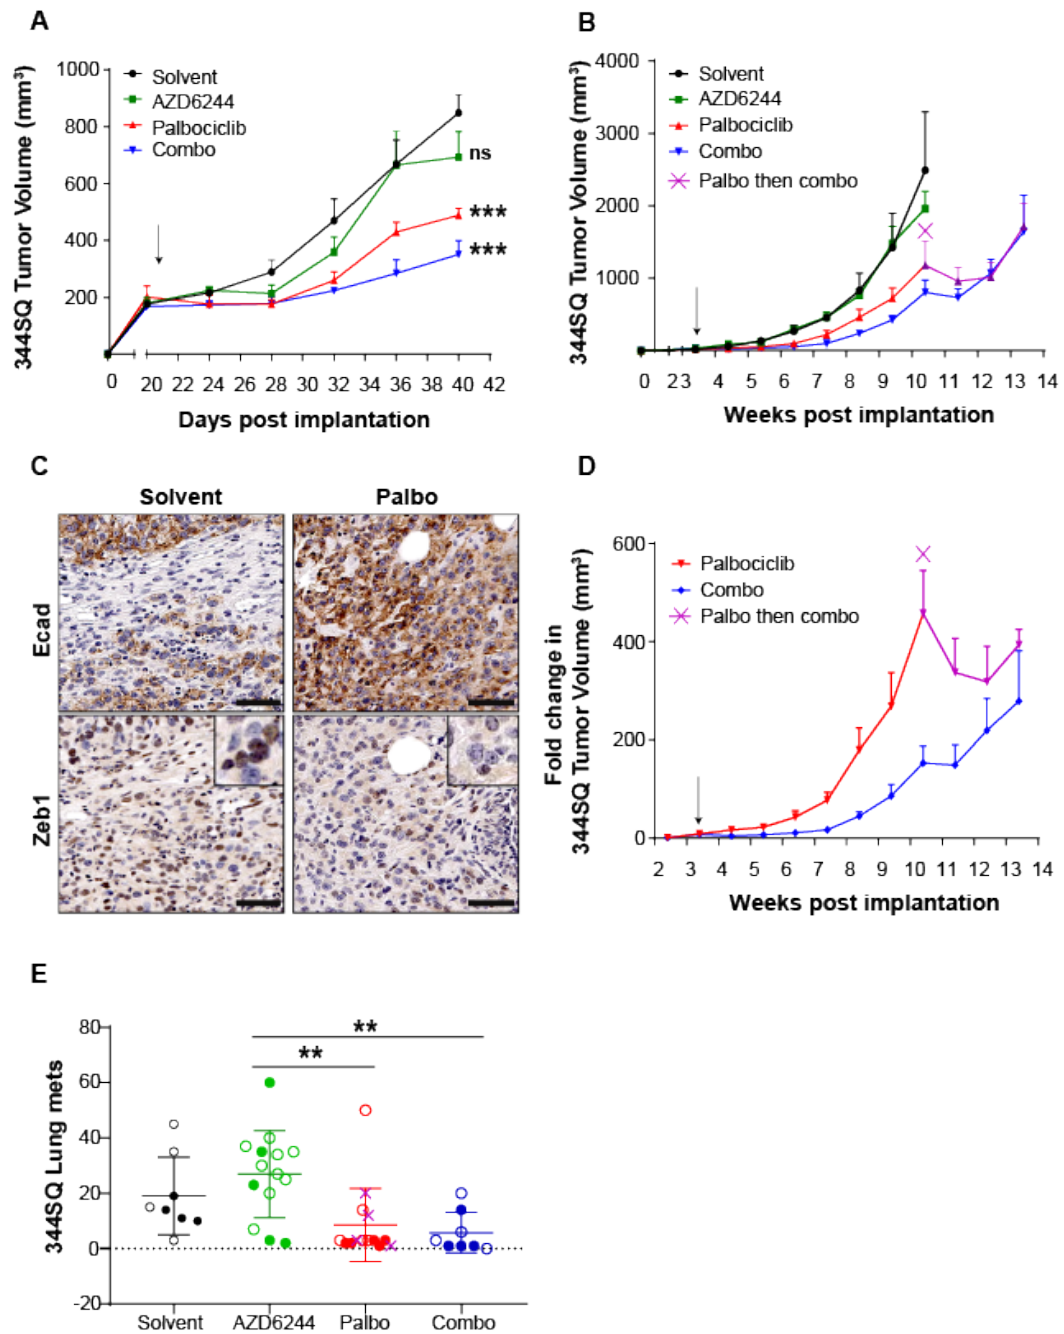 A
344SQ Tumor Volume (mm³)
1000
800
600
400
200
Solvent
AZD6244
Palbociclib
Combo
ns
***
***
0 20 22 24 26 28 30 32 34 36 38 40 42
Days post implantation
B
344SQ Tumor Volume (mm³)
4000
3000
2000
1000
0
Solvent
AZD6244
Palbociclib
Combo
Palbo then combo
0 2 3 4 5 6 7 8 9 10 11 12 13 14
Weeks post implantation
C
Solvent Palbo
Ecad
Zeb1
D
Fold change in
344SQ Tumor Volume (mm³)
600
400
200
0
Palbociclib
Combo
Palbo then combo
2 3 4 5 6 7 8 9 10 11 12 13 14
Weeks post implantation
E
344SQ Lung mets
80
60
40
20
0
-20
**
**
Solvent AZD6244 Palbo Combo